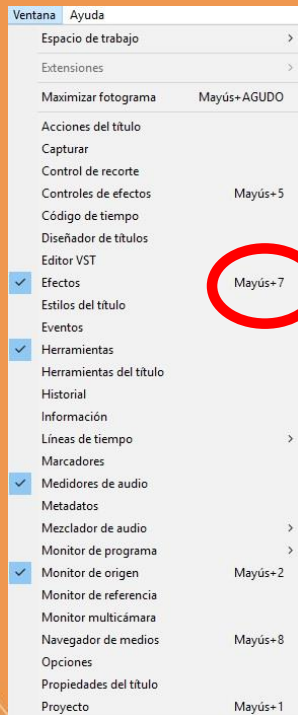 Ventana Ayuda
Espacio de trabajo
Extensiones
Maximizar fotograma Mayús+AGUDO
Acciones del título
Capturar
Control de recorte
Controles de efectos Mayús+5
Código de tiempo
Diseñador de títulos
Editor VST
Efectos Mayús+7
Estilos del título
Eventos
Herramientas
Herramientas del título
Historial
Información
Líneas de tiempo
Marcadores
Medidores de audio
Metadatos
Mezclador de audio
Monitor de programa
Monitor de origen Mayús+2
Monitor de referencia
Monitor multicámara
Navegador de medios Mayús+8
Opciones
Propiedades del título
Proyecto Mayús+1